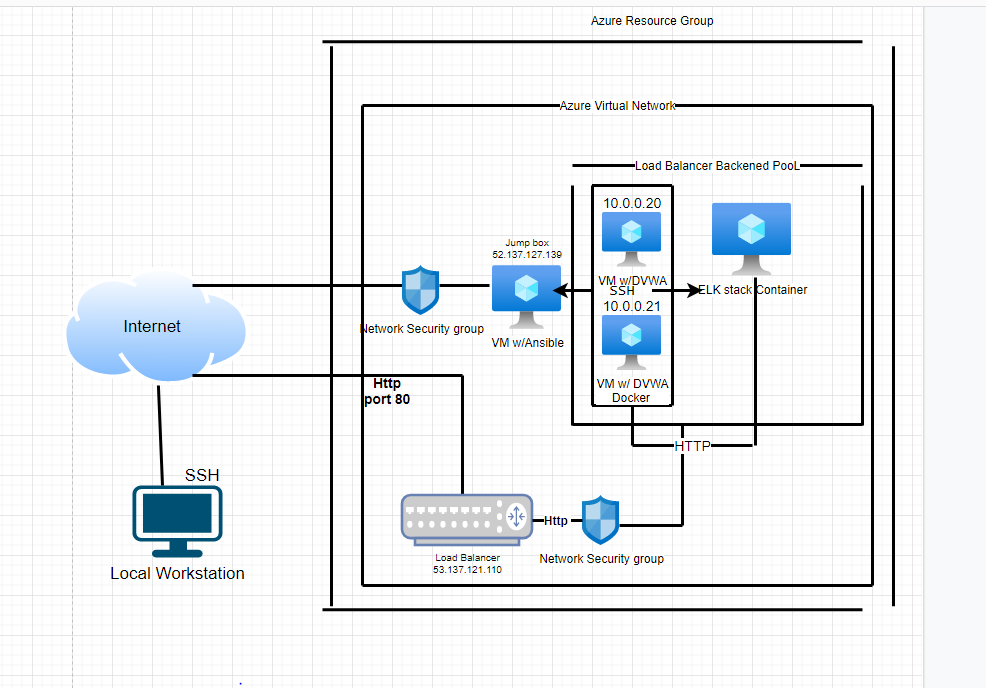 Azure Resource Group
Azure Virtual Network
Load Balancer Backened PooL
10.0.0.20
Jump box
52.137.127.139
VM w/DVWA
SSH
ELK stack Container
10.0.0.21
Internet
Network Security group
VM w/Ansible
Http
port 80
VM w/ DVWA
Docker
HTTP
SSH
Http
Load Balancer
53.137.121.110
Network Security group
Local Workstation